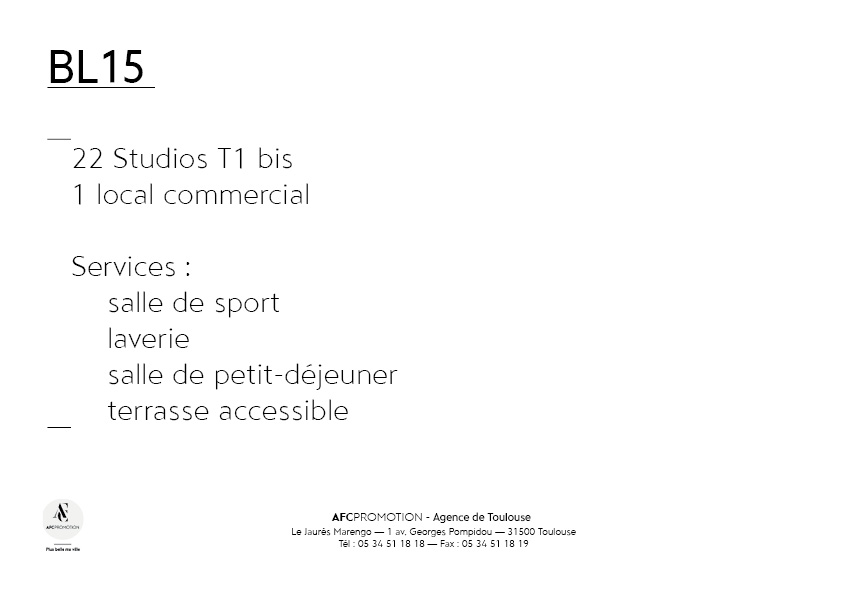 BL15
22 Studios T1 bis
1 local commercial
Services :
salle de sport
laverie
salle de petit-déjeuner
terrasse accessible
AFCPROMOTION
Plus belle ma ville
AFCPROMOTION - Agence de Toulouse
Le Jaurès Marengo — 1 av. Georges Pompidou — 31500 Toulouse
Tél : 05 34 51 18 18 — Fax : 05 34 51 18 19